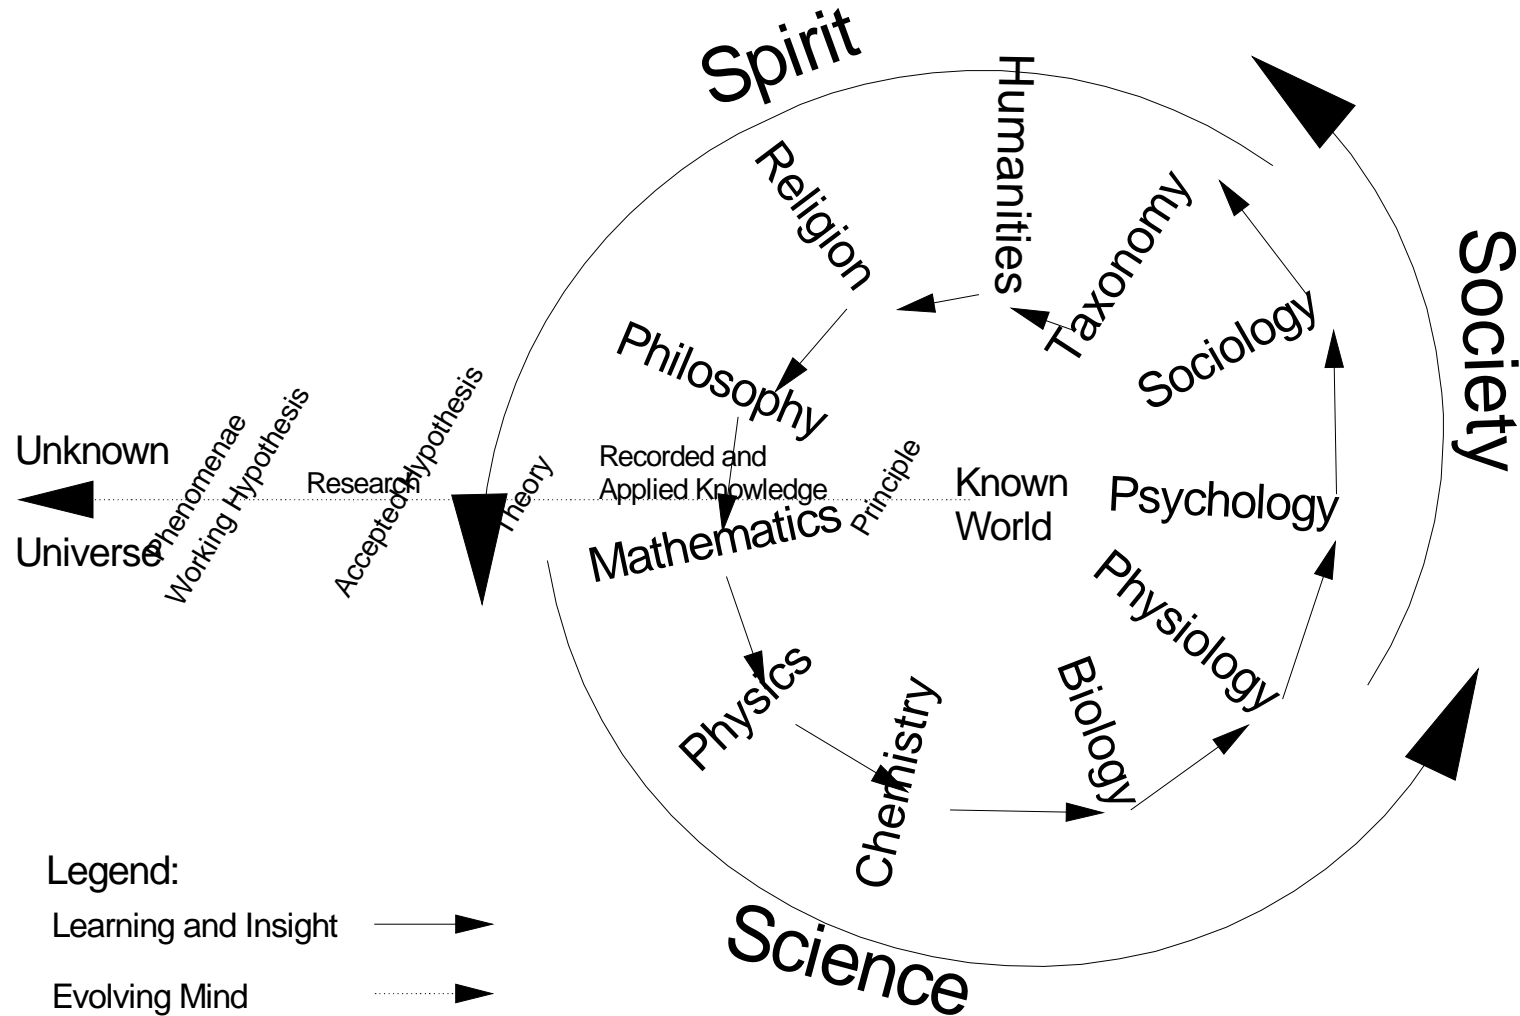 Spirit
Humanities
Religion
Taxonomy
Society
Sociology
Philosophy
Unknown
Universe
Phenomenae
Working Hypothesis
Research
Accepted Hypothesis
Theory
Recorded and
Applied Knowledge
Principle
Known
World
Psychology
Mathematics
Physiology
Physics
Chemistry
Biology
Science
Legend:
Learning and Insight
Evolving Mind